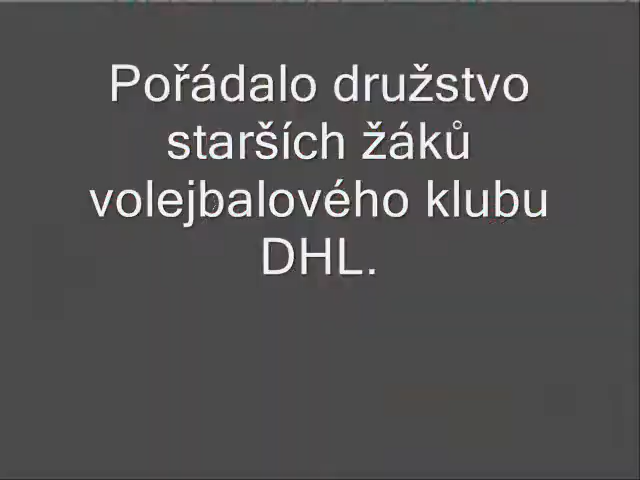 Pořádalo družstvo
starších žáků
volejbalového klubu
DHL.